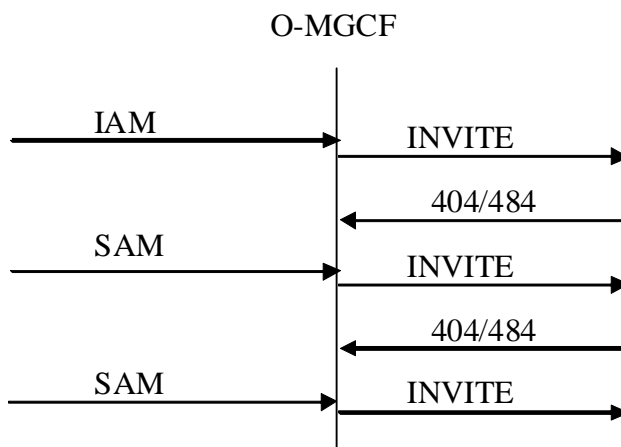 O-MGCF
IAM
INVITE
404/484
SAM
INVITE
404/484
SAM
INVITE